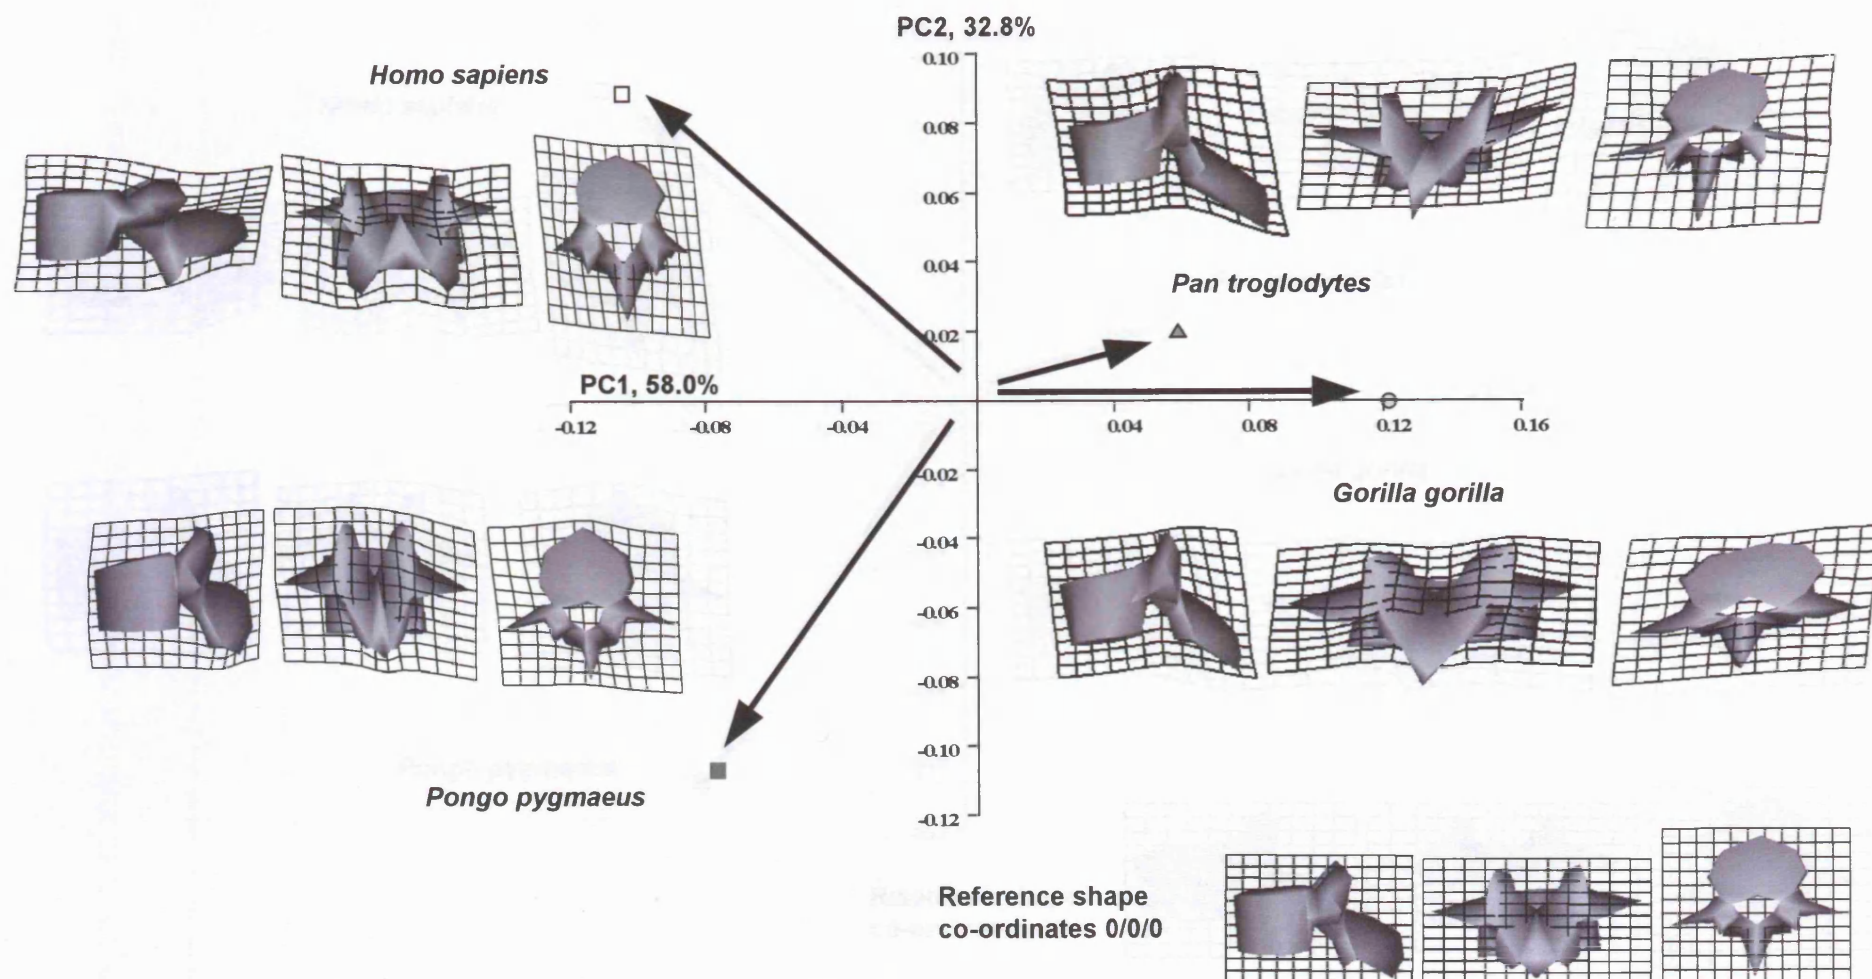 PC2, 32.8%
Homo sapiens
0.10
0.08
0.06
0.04
0.02
Pan troglodytes
PC1, 58.0%
-0.12
-0.08
-0.04
0.04
0.08
0.12
0.16
-0.02
-0.04
-0.06
-0.08
-0.10
-0.12
Gorilla gorilla
Pongo pygmaeus
Reference shape
co-ordinates 0/0/0